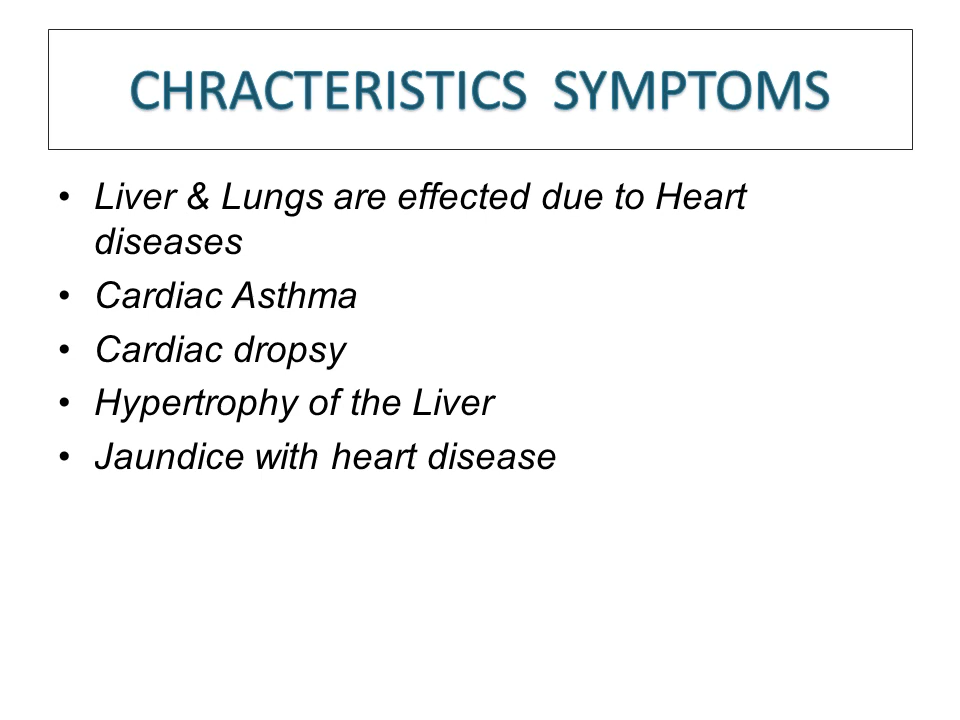 CHRACTERISTICS SYMPTOMS
• Liver & Lungs are effected due to Heart
diseases
• Cardiac Asthma
• Cardiac dropsy
• Hypertrophy of the Liver
• Jaundice with heart disease